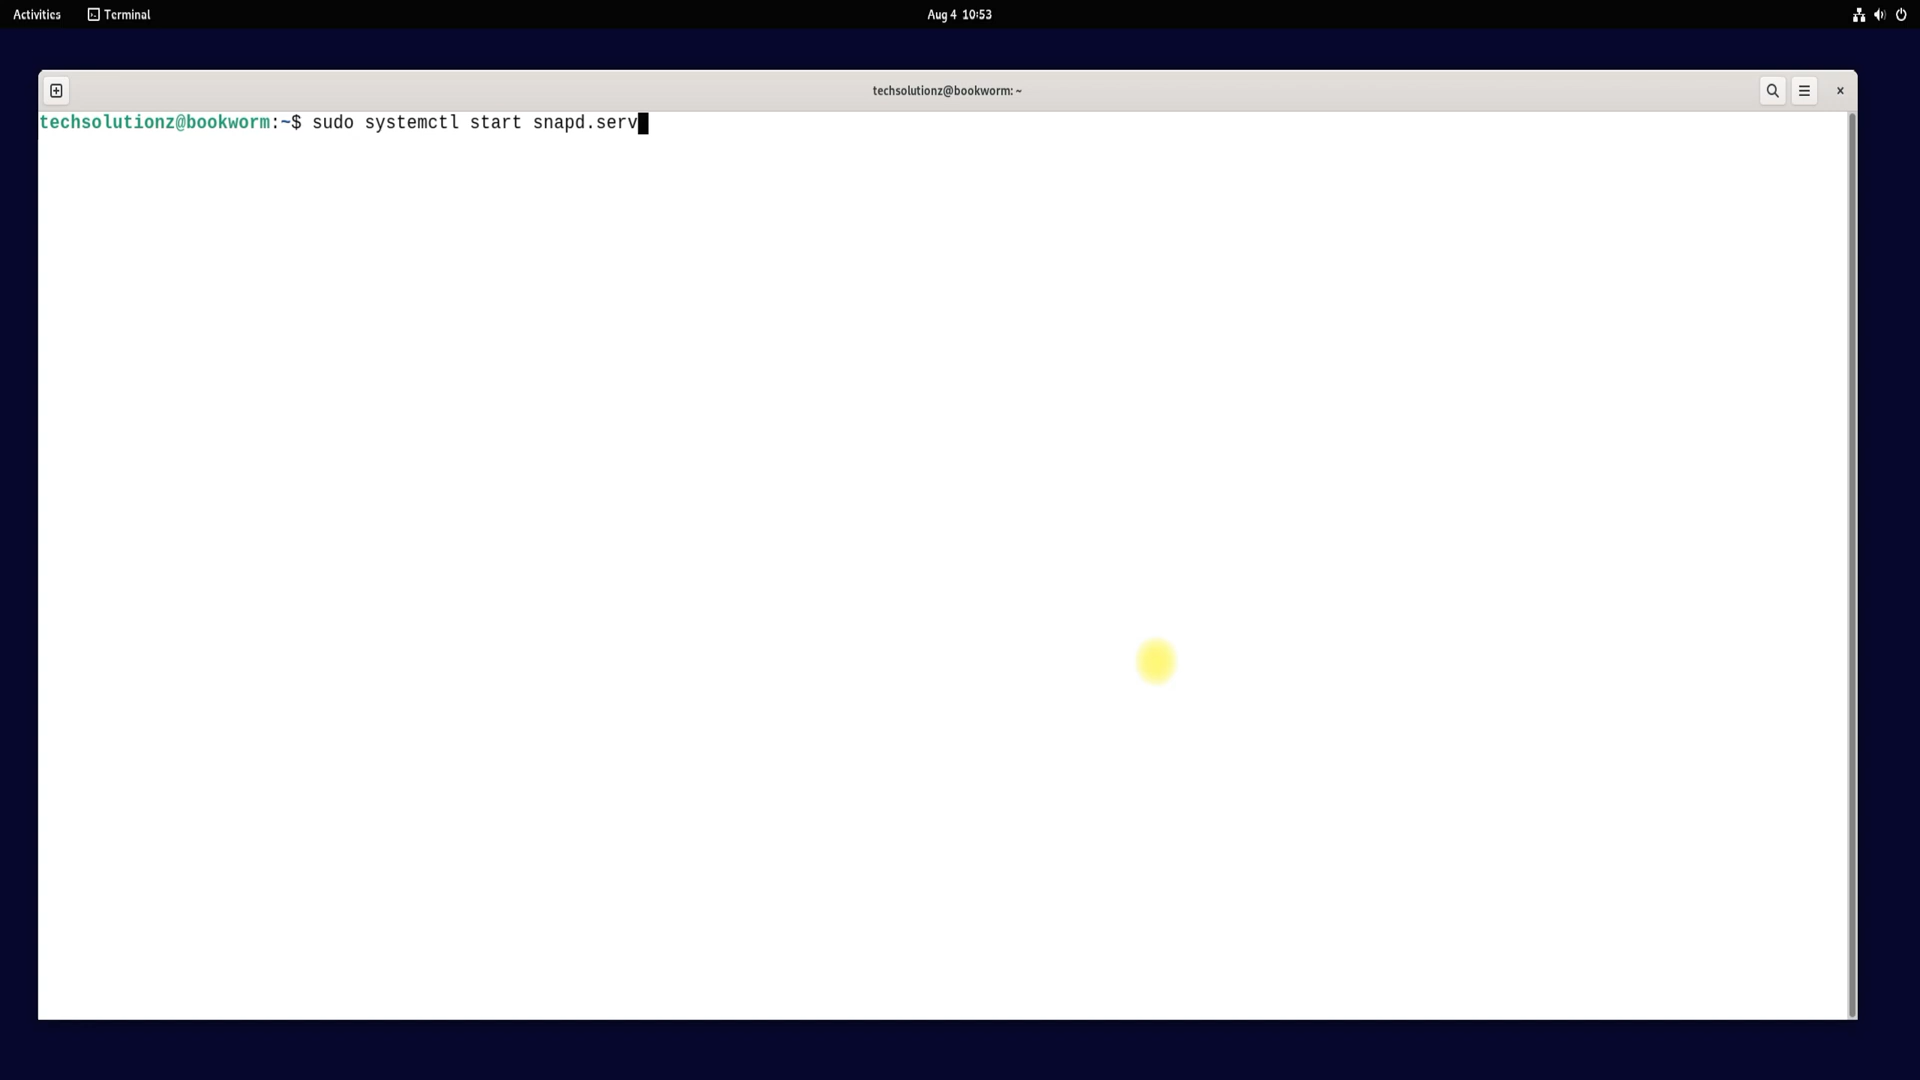 Activities Terminal Aug 4 10:53
techsolutionz@bookworm: ~
techsolutionz@bookworm:~$ sudo systemctl start snapd.serv